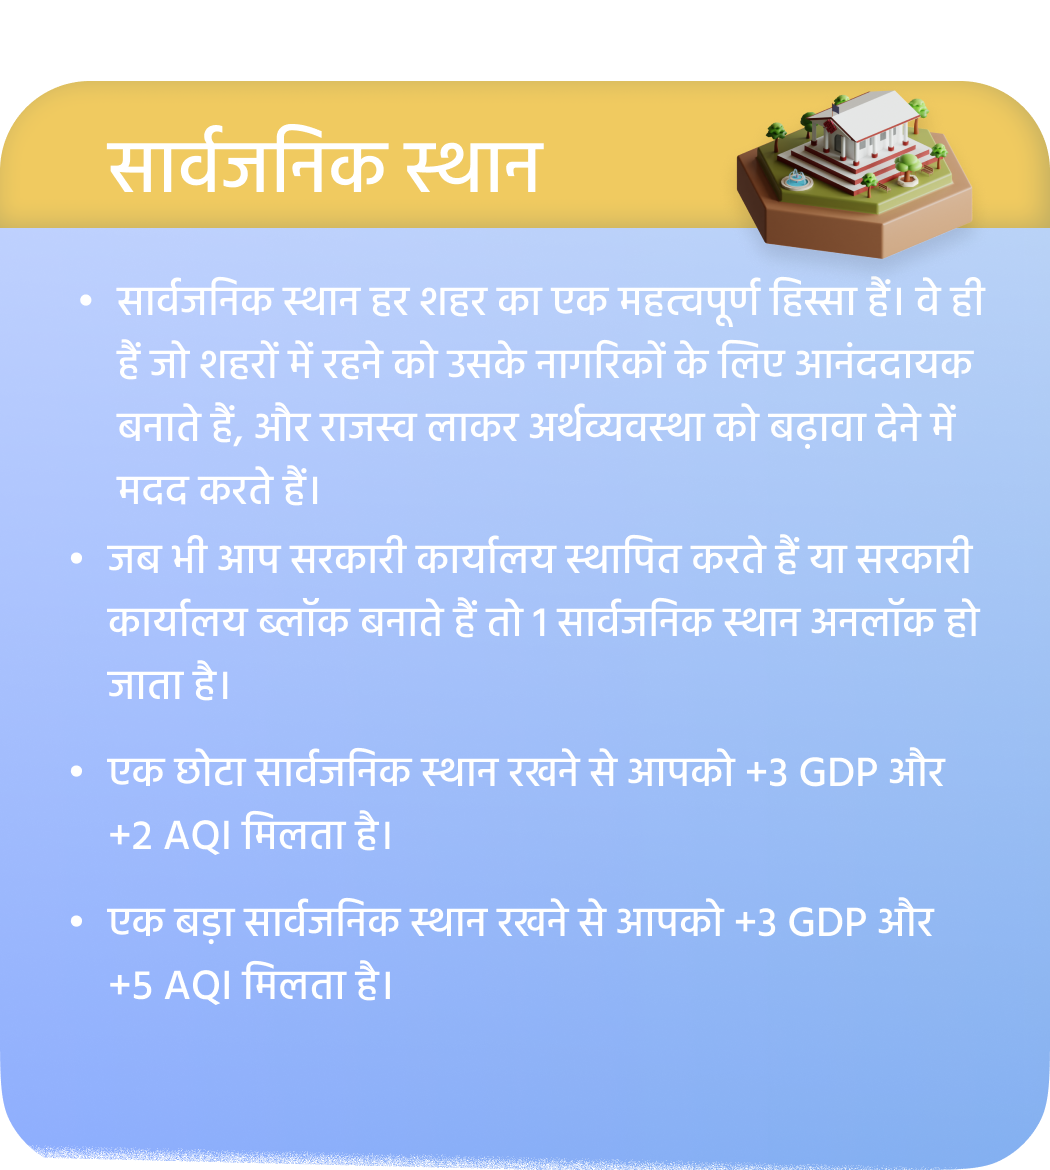 सार्वजनिक स्थान
• सार्वजनिक स्थान हर शहर का एक महत्वपूर्ण हिस्सा हैं। वे ही
हैं जो शहरों में रहने को उसके नागरिकों के लिए आनंददायक
बनाते हैं, और राजस्व लाकर अर्थव्यवस्था को बढ़ावा देने में
मदद करते हैं।
• जब भी आप सरकारी कार्यालय स्थापित करते हैं या सरकारी
कार्यालय ब्लॉक बनाते हैं तो 1 सार्वजनिक स्थान अनलॉक हो
जाता है।
• एक छोटा सार्वजनिक स्थान रखने से आपको +3 GDP और
+2 AQI मिलता है।
• एक बड़ा सार्वजनिक स्थान रखने से आपको +3 GDP और
+5 AQI मिलता है।